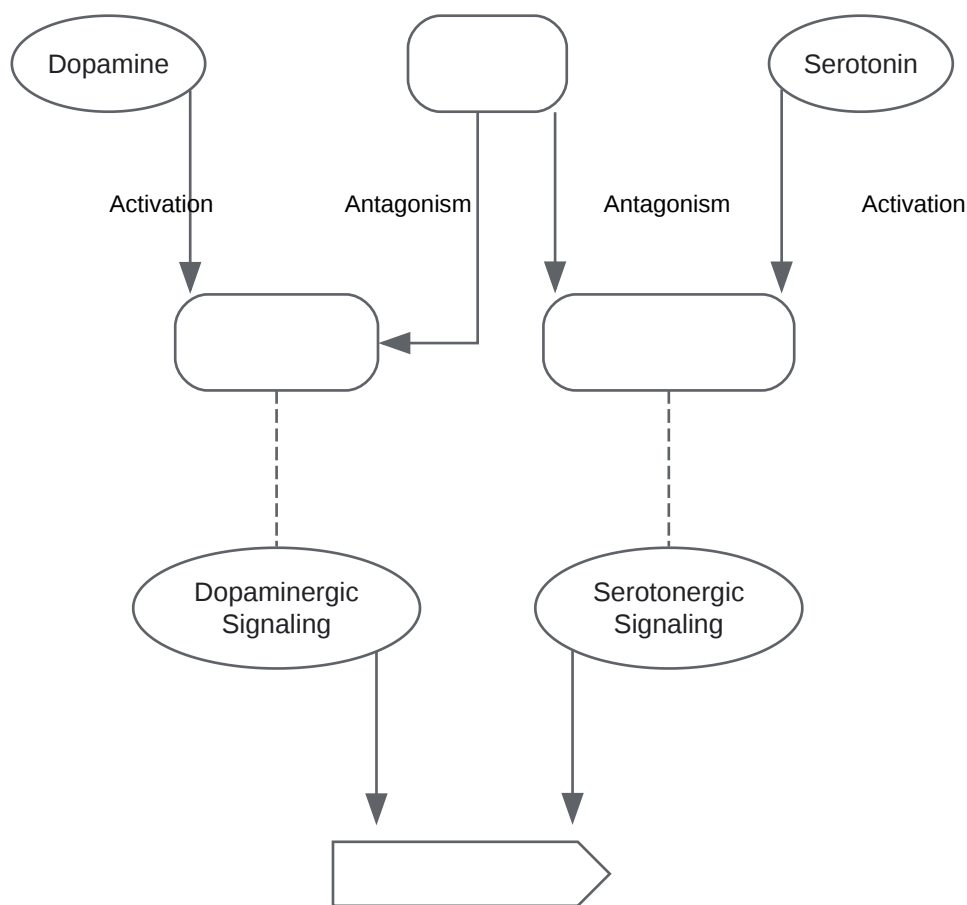 Dopamine
Serotonin
Activation
Antagonism
Antagonism
Activation
Dopaminergic
Signaling
Serotonergic
Signaling